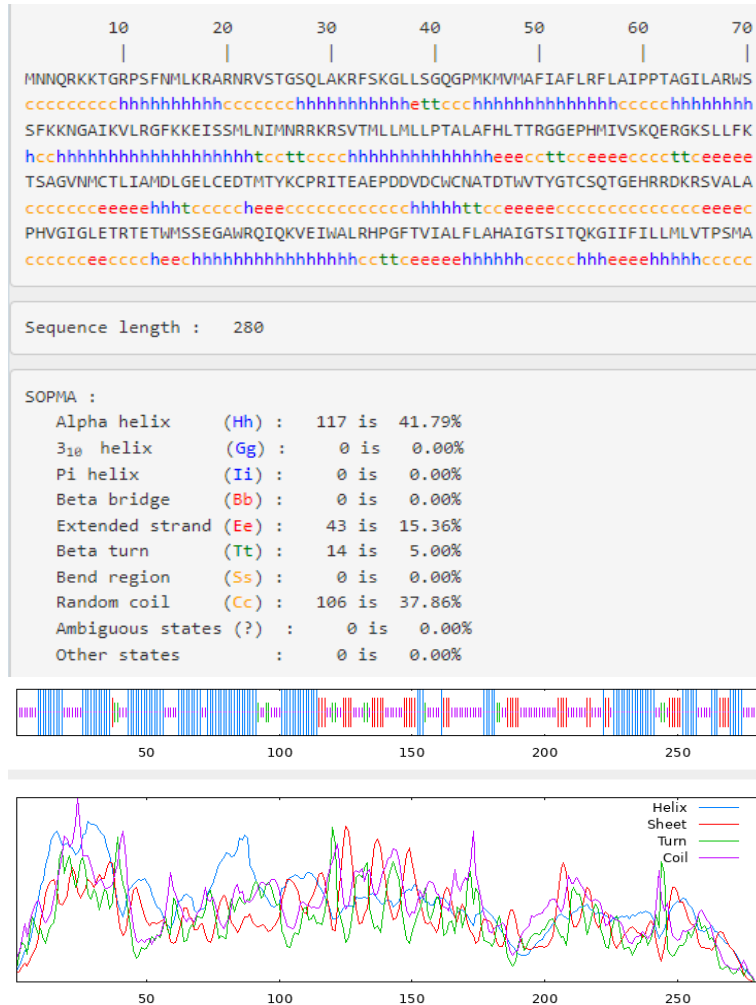 10 20 30 40 50 60 70
| | | | | | |
MNNQRKKTGRPSFNMLKRARNRVSTGSQLAKRFSKGLLSGQGPMKMVMAFIAFLRFLAIPPTAGILARWS
ccccccccchhhhhhhhhhccccccchhhhhhhhhhhettccchhhhhhhhhhhhhhccccchhhhhhhh
SFKKNGAIKVLRGFKKEISSMLNIMNRRKRSVTMLLMLLPTALAFHLTTRGGEPHMIVSKQERGKSLLFK
hcchhhhhhhhhhhhhhhhhhhtccttcccchhhhhhhhhhhhhheeeccttcceeeeccccttceeeee
TSAGVNMCTLIAMDLGELCEDTMTYKCPRITEAEPDDVDCWCNATDTWVTYGTCSQTGEHRRDKRSVALA
ccccccceeeeehhhtcccccheeecccccccccccchhhhhttcceeeeecccccccccccccceeeec
PHVGIGLETRTETWMSSEGAWRQIQKVEIWALRHPGFTVIALFLAHAIGTSITQKGIIFILLMLVTPSMA
cccccceeccccheechhhhhhhhhhhhhhhhccttceeeeehhhhhhccccchhheeeehhhhhccccc
Sequence length : 280
SOPMA :
Alpha helix (Hh) : 117 is 41.79%
3₁₀ helix (Gg) : 0 is 0.00%
Pi helix (Ii) : 0 is 0.00%
Beta bridge (Bb) : 0 is 0.00%
Extended strand (Ee) : 43 is 15.36%
Beta turn (Tt) : 14 is 5.00%
Bend region (Ss) : 0 is 0.00%
Random coil (Cc) : 106 is 37.86%
Ambiguous states (?) : 0 is 0.00%
Other states : 0 is 0.00%
50 100 150 200 250
Helix
Sheet
Turn
Coil
50 100 150 200 250